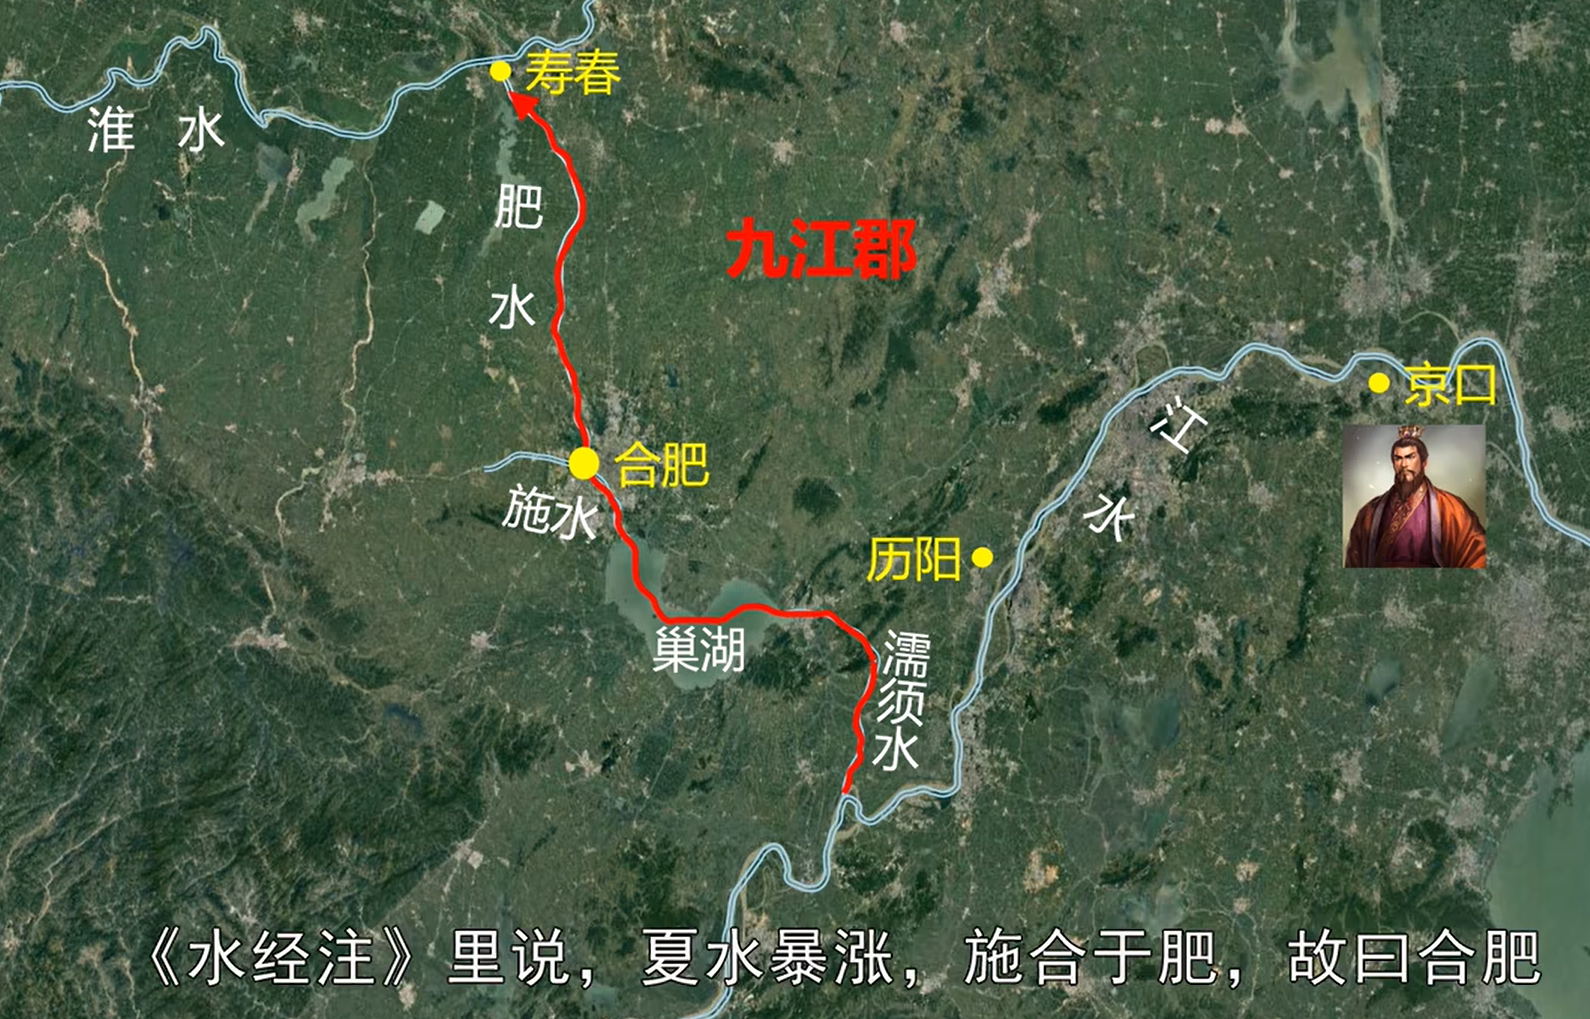 寿春
淮水
肥水
九江郡
京口
江水
合肥
施水
历阳
巢湖
濡须水
《水经注》里说，夏水暴涨，施合于肥，故曰合肥